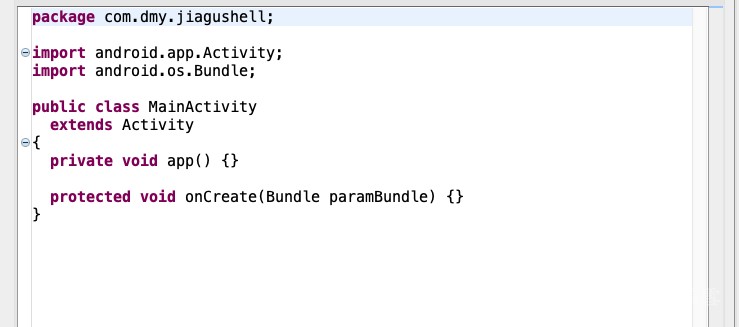 package com.dmy.jiagushell;
import android.app.Activity;
import android.os.Bundle;
public class MainActivity
extends Activity
{
private void app() {}
protected void onCreate(Bundle paramBundle) {}
}